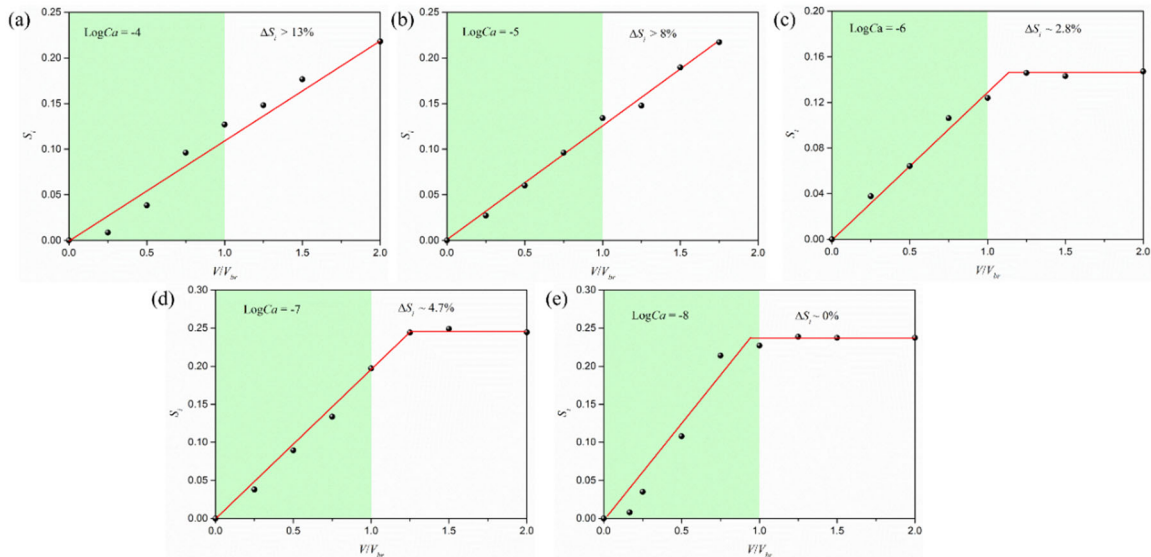 (a)
LogCa = -4
ΔSᵢ > 13%
0.25
0.20
0.15
0.10
0.05
0.00
Sᵢ
0.0
0.5
1.0
1.5
2.0
V/Vbr
(b)
LogCa = -5
ΔSᵢ > 8%
0.25
0.20
0.15
0.10
0.05
0.00
Sᵢ
0.0
0.5
1.0
1.5
2.0
V/Vbr
(c)
LogCa = -6
ΔSᵢ ~ 2.8%
0.20
0.16
0.12
0.08
0.04
0.00
Sᵢ
0.0
0.5
1.0
1.5
2.0
V/Vbr
(d)
LogCa = -7
ΔSᵢ ~ 4.7%
0.30
0.25
0.20
0.15
0.10
0.05
0.00
Sᵢ
0.0
0.5
1.0
1.5
2.0
V/Vbr
(e)
LogCa = -8
ΔSᵢ ~ 0%
0.30
0.25
0.20
0.15
0.10
0.05
0.00
Sᵢ
0.0
0.5
1.0
1.5
2.0
V/Vbr